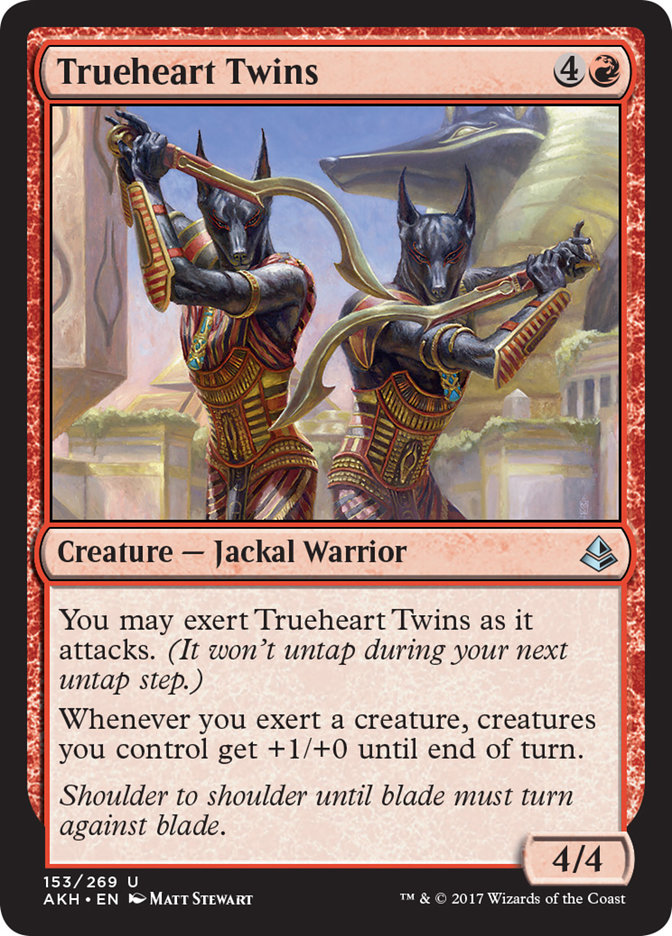 Trueheart Twins 4
Creature — Jackal Warrior
You may exert Trueheart Twins as it
attacks. (It won't untap during your next
untap step.)
Whenever you exert a creature, creatures
you control get +1/+0 until end of turn.
Shoulder to shoulder until blade must turn
against blade.
4/4
153/269 U
AKH • EN Matt Stewart
™ & © 2017 Wizards of the Coast